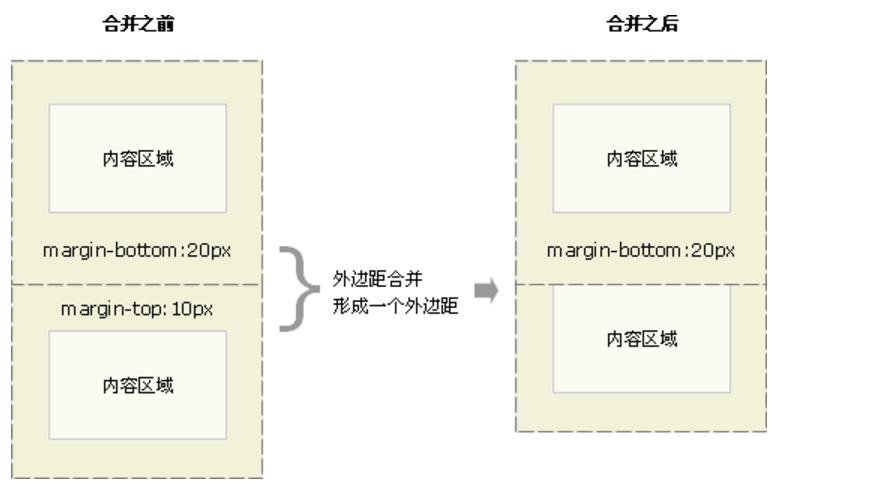 合并之前
合并之后
内容区域
margin-bottom:20px
margin-top:10px
内容区域
外边距合并
形成一个外边距
内容区域
margin-bottom:20px
内容区域